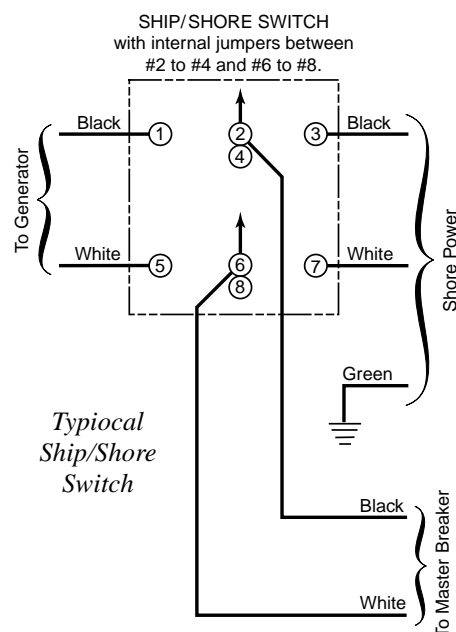 SHIP/SHORE SWITCH
with internal jumpers between
#2 to #4 and #6 to #8.
Black
1
2
3
Black
4
To Generator
White
5
6
7
White
8
Shore Power
Green
Typiocal
Ship/Shore
Switch
Black
To Master Breaker
White